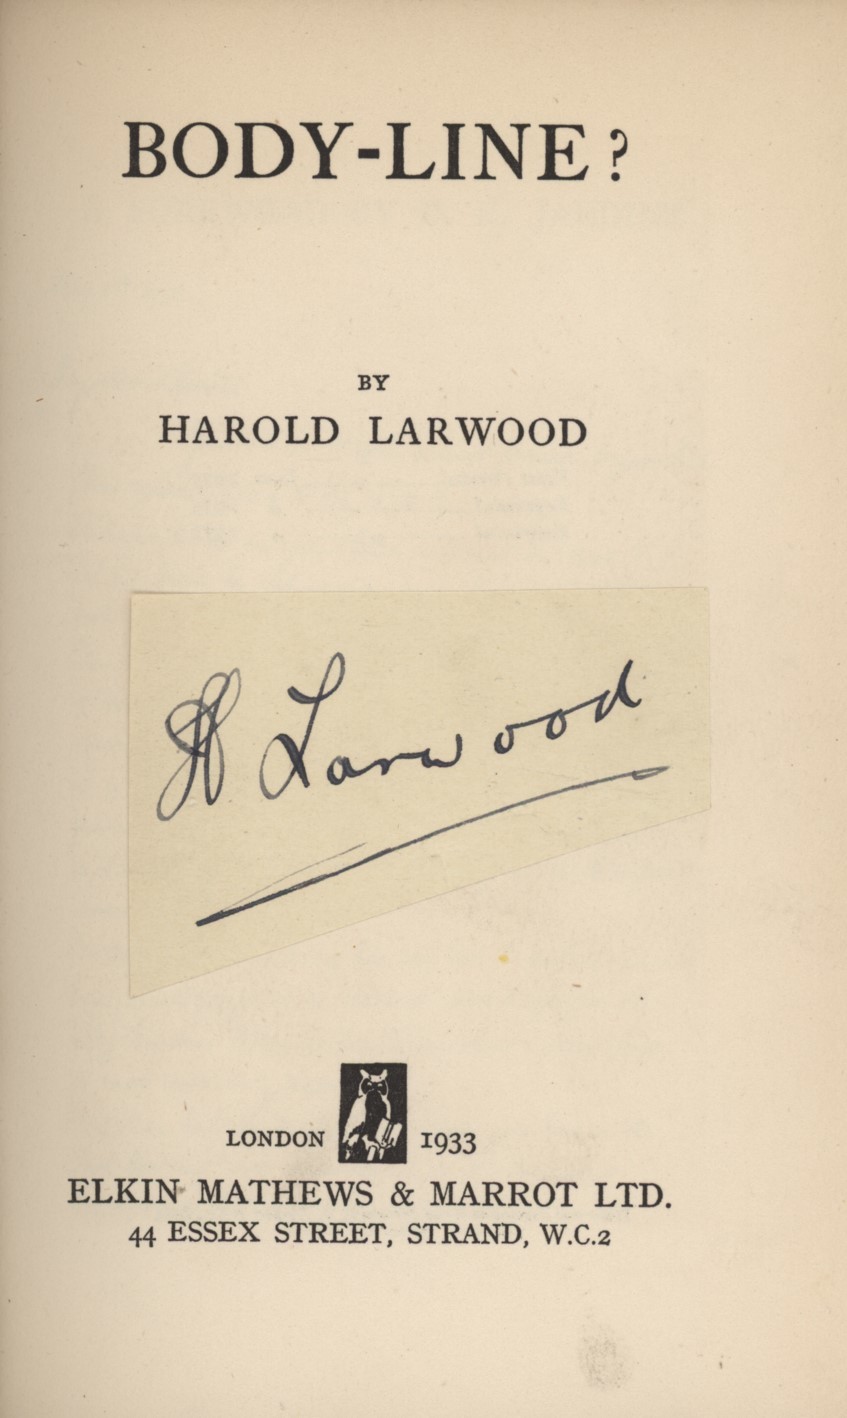 BODY-LINE?
BY
HAROLD LARWOOD
H Larwood
LONDON 1933
ELKIN MATHEWS & MARROT LTD.
44 ESSEX STREET, STRAND, W.C.2